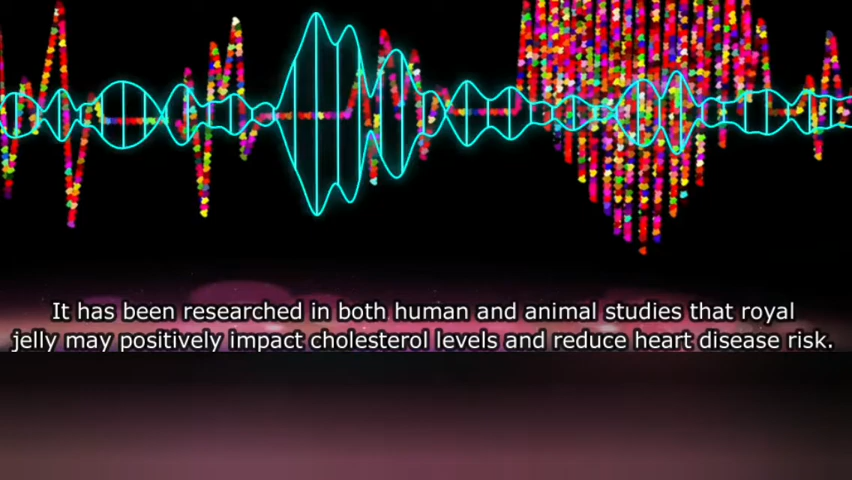 It has been researched in both human and animal studies that royal
jelly may positively impact cholesterol levels and reduce heart disease risk.